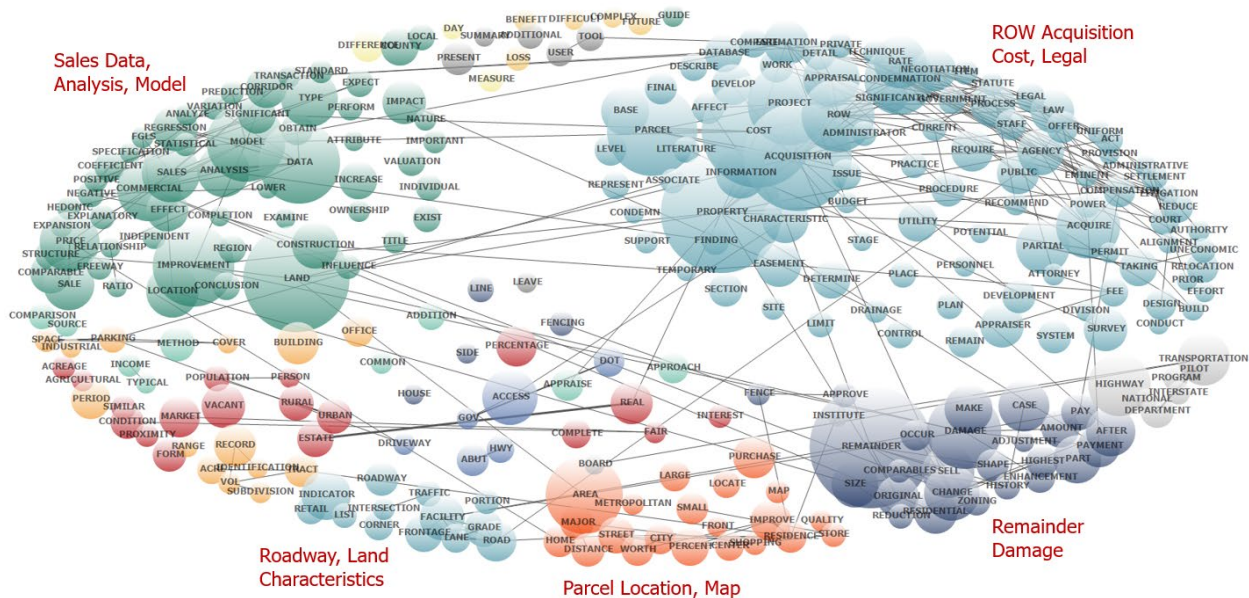 Sales Data,
Analysis, Model
ROW Acquisition
Cost, Legal
DAY
BENEFIT
DIFFICULT
COMPLEX
FUTURE
GUIDE
LOCAL
SUMMARY
ADDITIONAL
TOOL
DIFFERENCE
COUNTY
PRESENT
LOSS
USER
MEASURE
STANDARD
TRANSACTION
CORRIDOR
EXPECT
PREDICTION
TYPE
PERFORM
IMPACT
VARIATION
ANALYZE
SIGNIFICANT
NATURE
OBTAIN
REGRESSION
FGLS
STATISTICAL
MODEL
ATTRIBUTE
IMPORTANT
SPECIFICATION
DATA
VALUATION
COEFFICIENT
SALES
ANALYSIS
POSITIVE
COMMERCIAL
LOWER
INCREASE
INDIVIDUAL
NEGATIVE
HEDONIC
EFFECT
EXPLANATORY
COMPLETION
EXAMINE
OWNERSHIP
EXIST
EXPANSION
INDEPENDENT
PRICE
RELATIONSHIP
REGION
CONSTRUCTION
TITLE
STRUCTURE
FREEWAY
IMPROVEMENT
INFLUENCE
COMPARABLE
LAND
SALE
RATIO
LOCATION
CONCLUSION
DATABASE
DESCRIBE
WORK
PRIVATE
DETAIL
TECHNIQUE
RATE
FINAL
DEVELOP
APPRAISAL
CONDEMNATION
NEGOTIATION
ITEM
STATUTE
BASE
AFFECT
PROJECT
SIGNIFICANTLY
GOVERNMENT
PROCESS
LEGAL
LAW
PARCEL
COST
ROW
ADMINISTRATOR
CURRENT
STAFF
OFFER
UNIFORM
ACT
LEVEL
LITERATURE
ACQUISITION
REQUIRE
AGENCY
PROVISION
INFORMATION
ISSUE
PRACTICE
PUBLIC
EMINENT
ADMINISTRATIVE
SETTLEMENT
REPRESENT
ASSOCIATE
PROCEDURE
RECOMMEND
COMPENSATION
LITIGATION
POWER
REDUCE
CONDEMN
PROPERTY
CHARACTERISTIC
BUDGET
UTILITY
ACQUIRE
COURT
AUTHORITY
SUPPORT
FINDING
STAGE
POTENTIAL
PARTIAL
PERMIT
ALIGNMENT
UNECONOMIC
TEMPORARY
EASEMENT
DETERMINE
PLACE
PERSONNEL
ATTORNEY
TAKING
RELOCATION
PRIOR
SECTION
FEE
EFFORT
SITE
DRAINAGE
PLAN
DEVELOPMENT
DIVISION
DESIGN
BUILD
LIMIT
CONTROL
REMAIN
APPRAISER
SYSTEM
SURVEY
CONDUCT
LINE
LEAVE
COMPARISON
SOURCE
ADDITION
FENCING
SPACE
PARKING
OFFICE
INDUSTRIAL
METHOD
COVER
BUILDING
SIDE
PERCENTAGE
DOT
ACREAGE
INCOME
COMMON
APPROACH
AGRICULTURAL
TYPICAL
POPULATION
PERSON
APPRAISE
PERIOD
HOUSE
ACCESS
FENCE
APPROVE
SIMILAR
VACANT
RURAL
REAL
CONDITION
MARKET
URBAN
GOV
INTEREST
PROXIMITY
ESTATE
COMPLETE
FAIR
RANGE
RECORD
DRIVEWAY
HWY
FORM
ABUT
BOARD
PURCHASE
ACRE
IDENTIFICATION
TRACT
VOL
SUBDIVISION
ROADWAY
LARGE
LOCATE
INDICATOR
TRAFFIC
PORTION
AREA
METROPOLITAN
MAP
RETAIL
LIST
INTERSECTION
FACILITY
SMALL
CORNER
GRADE
MAJOR
STREET
FRONT
IMPROVE
QUALITY
FRONTAGE
LANE
ROAD
HOME
CITY
RESIDENCE
STORE
DISTANCE
WORTH
PERCENT
CENTER
SHOPPING
TRANSPORTATION
PILOT
HIGHWAY
PROGRAM
NATIONAL
INTERSTATE
DEPARTMENT
INSTITUTE
MAKE
CASE
PAY
REMAINDER
OCCUR
DAMAGE
AMOUNT
AFTER
ADJUSTMENT
PAYMENT
COMPARABLES
SELL
SHAPE
HIGHEST
PART
SIZE
HISTORY
ENHANCEMENT
ORIGINAL
CHANGE
ZONING
REDUCTION
RESIDENTIAL
Roadway, Land
Characteristics
Parcel Location, Map
Remainder
Damage